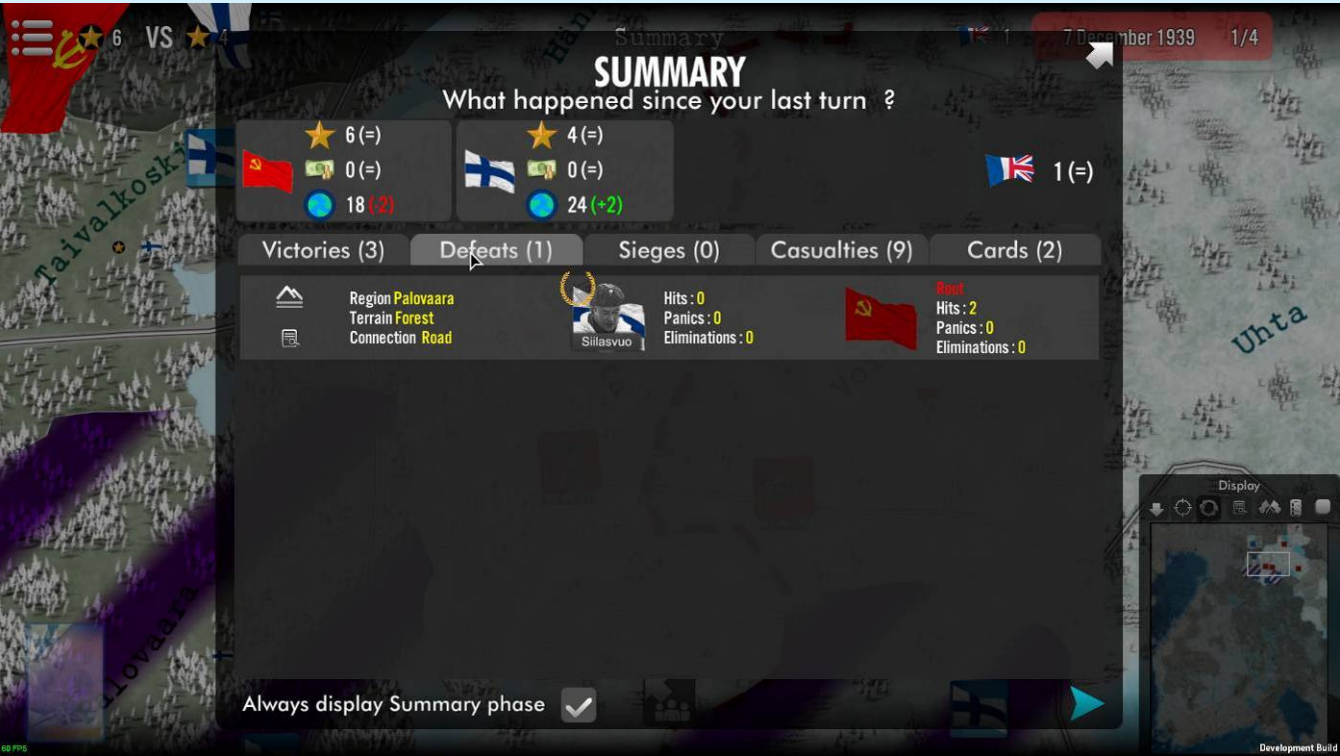 6 VS 4
Summary
1
7 December 1939 1/4
SUMMARY
What happened since your last turn ?
6 (=)
0 (=)
18 (-2)
4 (=)
0 (=)
24 (+2)
1 (=)
Victories (3)
Defeats (1)
Sieges (0)
Casualties (9)
Cards (2)
Region Palovaara
Terrain Forest
Connection Road
Siilasvuo
Hits : 0
Panics : 0
Eliminations : 0
Rout
Hits : 2
Panics : 0
Eliminations : 0
Taivalkoski
Uhta
Display
Always display Summary phase
60 FPS
Development Build